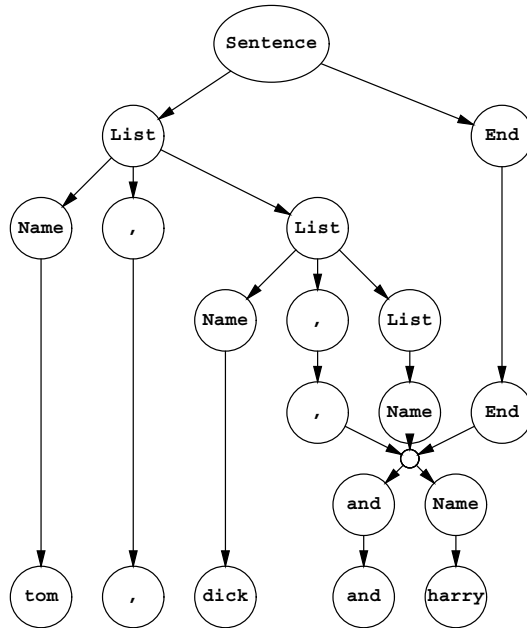 Sentence
List End
Name , List
Name , List
, Name End
and Name
tom , dick and harry